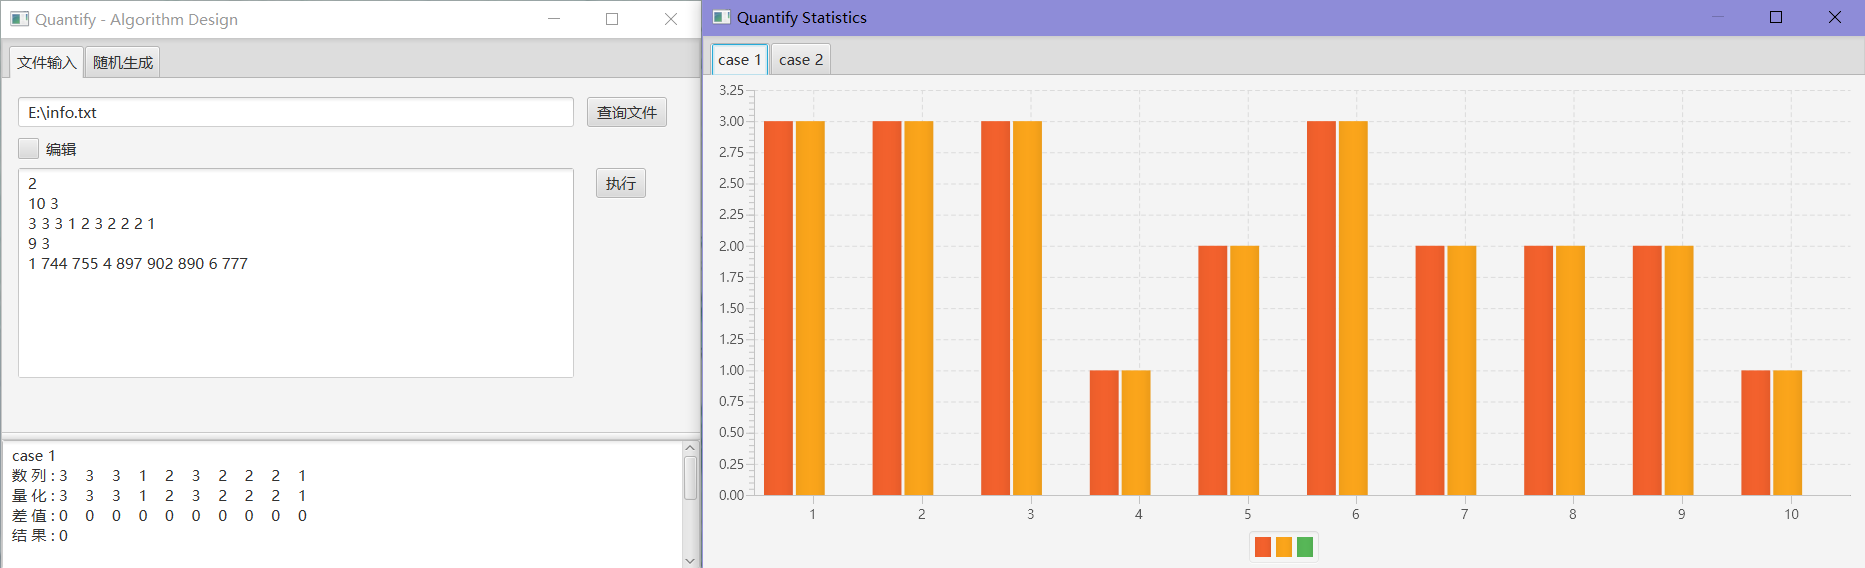 Quantify - Algorithm Design
文件输入 随机生成
E:\info.txt 查询文件
编辑
2
10 3
3 3 3 1 2 3 2 2 2 1
9 3
1 744 755 4 897 902 890 6 777
执行
case 1
数 列 : 3 3 3 1 2 3 2 2 2 1
量 化 : 3 3 3 1 2 3 2 2 2 1
差 值 : 0 0 0 0 0 0 0 0 0 0
结 果 : 0
Quantify Statistics
case 1 case 2
3.25
3.00
2.75
2.50
2.25
2.00
1.75
1.50
1.25
1.00
0.75
0.50
0.25
0.00
1 2 3 4 5 6 7 8 9 10